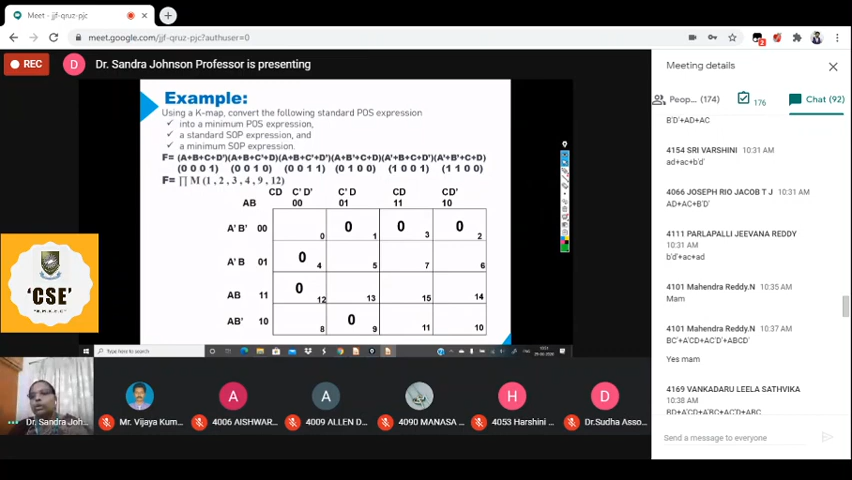 Meet - jjf-qruz-pjc
meet.google.com/jjf-qruz-pjc?authuser=0
REC
D
Dr. Sandra Johnson Professor is presenting
Example:
Using a K-map, convert the following standard POS expression
✓ into a minimum POS expression,
✓ a standard SOP expression, and
✓ a minimum SOP expression.
F= (A+B+C+D')(A+B+C'+D)(A+B+C'+D')(A+B'+C+D)(A'+B+C+D')(A'+B'+C+D)
(0 0 0 1) (0 0 1 0) (0 0 1 1) (0 1 0 0) (1 0 0 1) (1 1 0 0)
F= ∏ M (1 , 2 , 3 , 4 , 9 , 12)
CD C' D' C' D CD CD'
AB 00 01 11 10
A' B' 00 0 0 1 0 3 0 2
A' B 01 0 4 5 7 6
AB 11 0 12 13 15 14
AB' 10 8 0 9 11 10
Type here to search
'CSE'
Dr. Sandra Joh...
Mr. Vijaya Kum...
A
4006 AISHWAR...
A
4009 ALLEN D...
4090 MANASA ...
H
4053 Harshini ...
D
Dr.Sudha Asso...
Meeting details
Peop... (174)
176
Chat (92)
B'D'+AD+AC
4154 SRI VARSHINI 10:31 AM
ad+ac+b'd'
4066 JOSEPH RIO JACOB T J 10:31 AM
AD+AC+B'D'
4111 PARLAPALLI JEEVANA REDDY
10:31 AM
b'd'+ac+ad
4101 Mahendra Reddy.N 10:35 AM
Mam
4101 Mahendra Reddy.N 10:37 AM
BC'+A'CD+AC'D'+ABCD'
Yes mam
4169 VANKADARU LEELA SATHVIKA
10:38 AM
Send a message to everyone